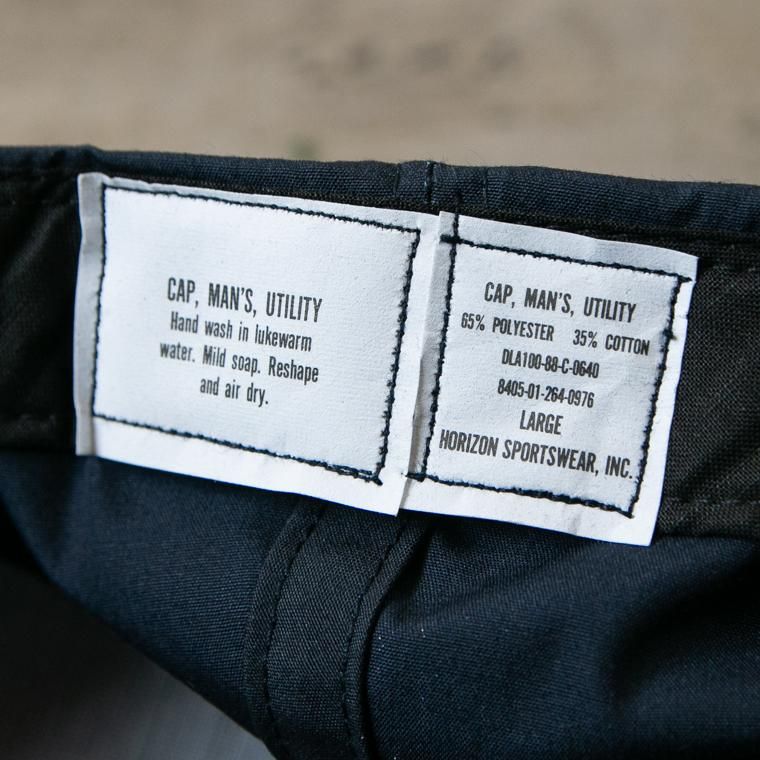 CAP, MAN'S, UTILITY
Hand wash in lukewarm
water. Mild soap. Reshape
and air dry.
CAP, MAN'S, UTILITY
65% POLYESTER 35% COTTON
DLA100-88-C-0640
8405-01-264-0976
LARGE
HORIZON SPORTSWEAR, INC.